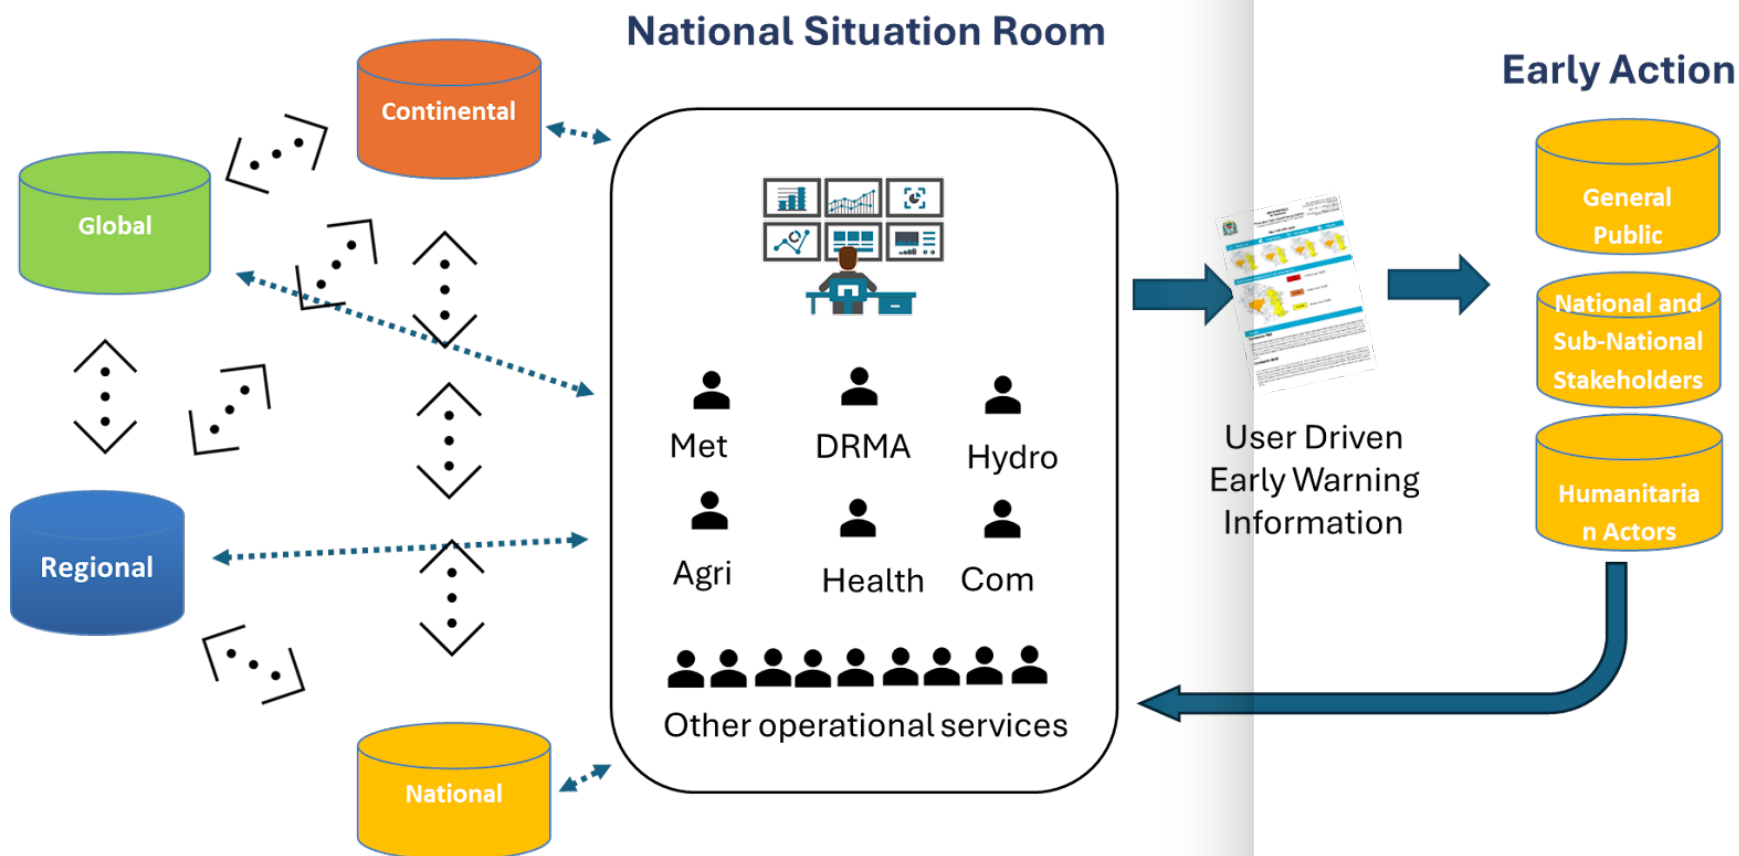 National Situation Room
Early Action
Continental
Global
Regional
National
Met
DRMA
Hydro
Agri
Health
Com
Other operational services
User Driven
Early Warning
Information
General
Public
National and
Sub-National
Stakeholders
Humanitaria
n Actors